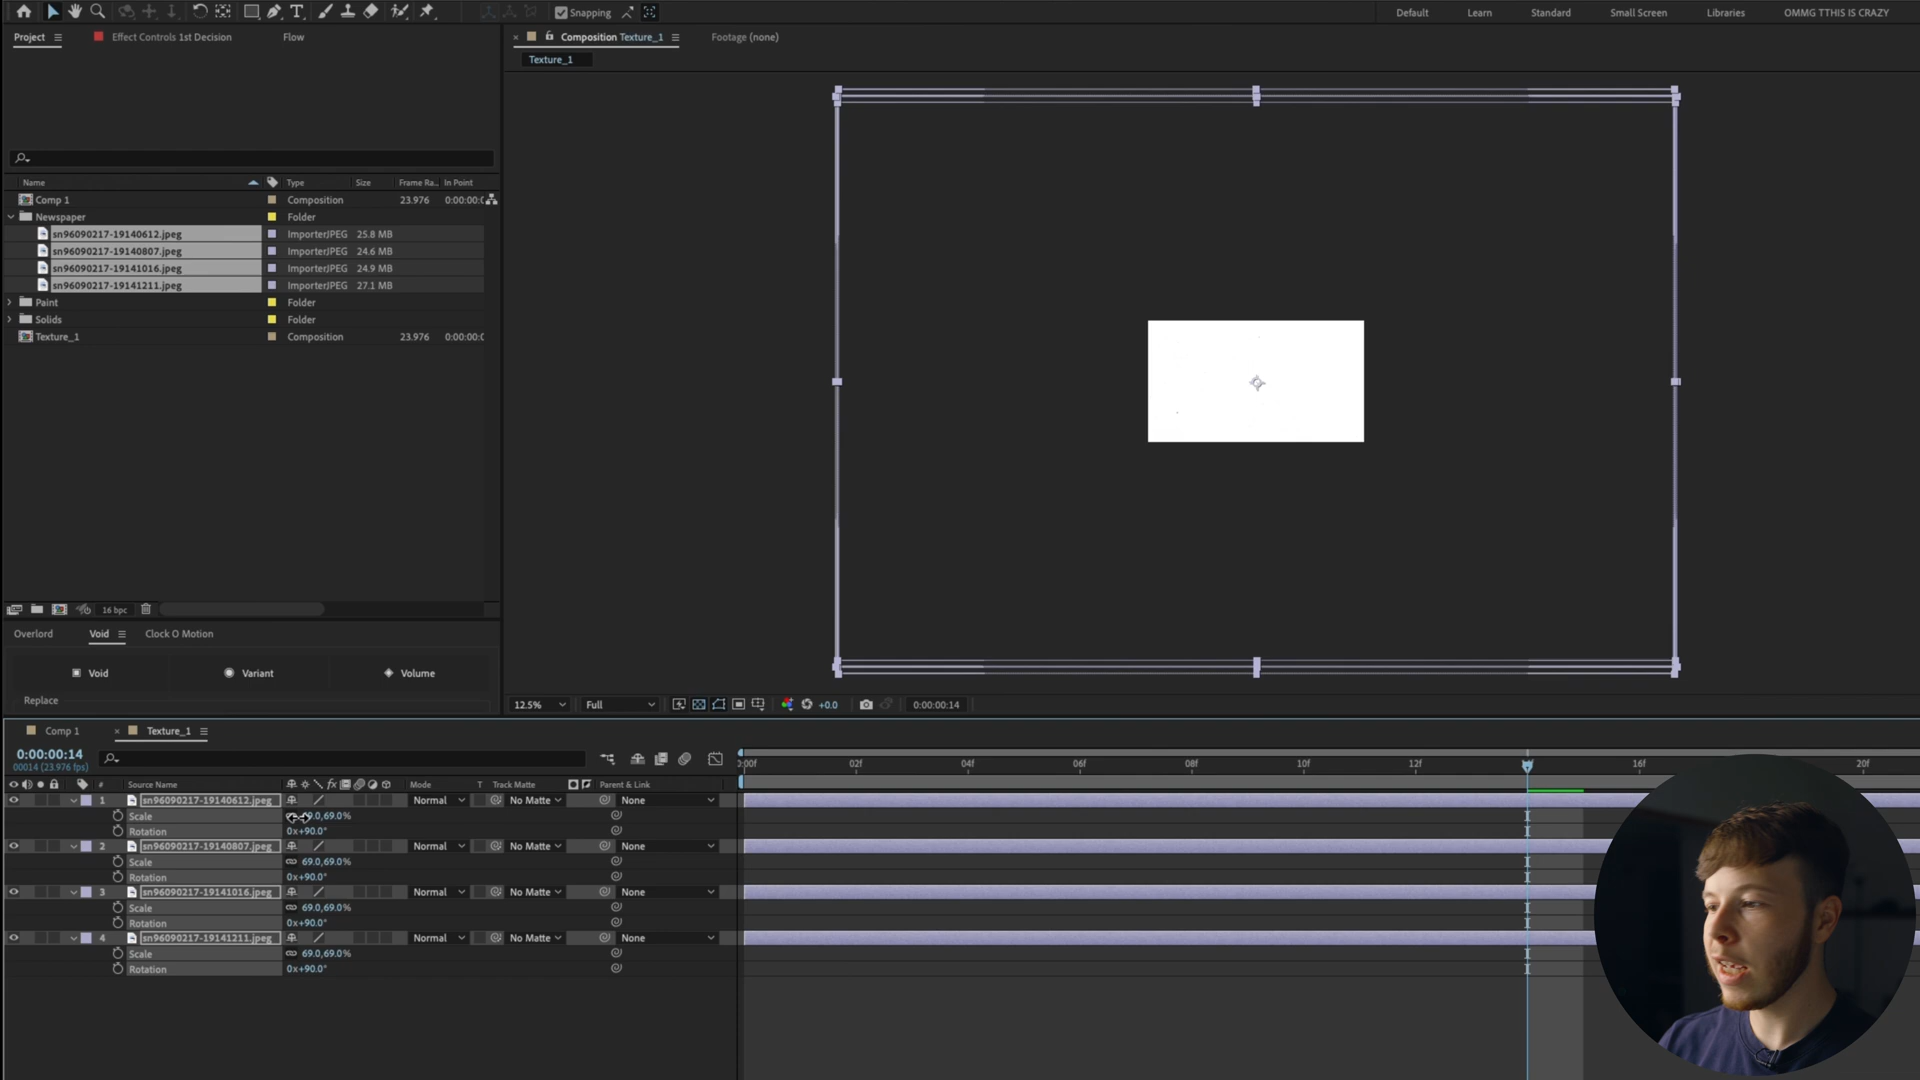 Snapping
Default Learn Standard Small Screen Libraries OMMG TTHIS IS CRAZY
Project Effect Controls 1st Decision Flow
Composition Texture_1 Footage (none)
Texture_1
Name Type Size Frame Ra.. In Point
Comp 1 Composition 23.976 0:00:00:0
Newspaper Folder
sn96090217-19140612.jpeg ImporterJPEG 25.8 MB
sn96090217-19140807.jpeg ImporterJPEG 24.6 MB
sn96090217-19141016.jpeg ImporterJPEG 24.9 MB
sn96090217-19141211.jpeg ImporterJPEG 27.1 MB
Paint Folder
Solids Folder
Texture_1 Composition 23.976 0:00:00:0
16 bpc
Overlord Void Clock O Motion
Void Variant Volume
Replace
12.5% Full +0.0 0:00:00:14
Comp 1 Texture_1
0:00:00:14
00014 (23.976 fps)
:00f 02f 04f 06f 08f 10f 12f 16f 18f 20f
# Source Name fx Mode T Track Matte Parent & Link
1 sn96090217-19140612.jpeg Normal No Matte None
Scale 69.0%
Rotation 0x+90.0°
2 sn96090217-19140807.jpeg Normal No Matte None
Scale 69.0,69.0%
Rotation 0x+90.0°
3 sn96090217-19141016.jpeg Normal No Matte None
Scale 69.0,69.0%
Rotation 0x+90.0°
4 sn96090217-19141211.jpeg Normal No Matte None
Scale 69.0,69.0%
Rotation 0x+90.0°